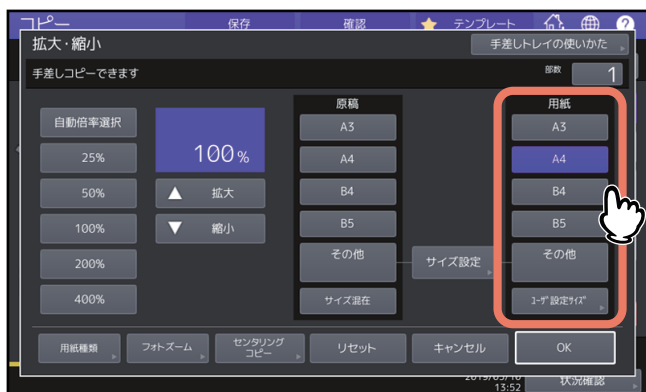 コピー 保存 確認 テンプレート
拡大・縮小 手差しトレイの使いかた
手差しコピーできます 部数 1
原稿 用紙
自動倍率選択 A3 A3
25% 100% A4 A4
50% 拡大 B4 B4
100% 縮小 B5 B5
200% その他 サイズ設定 その他
400% サイズ混在 ユーザ設定サイズ
用紙種類 フォトズーム センタリング
コピー リセット キャンセル OK
13:52 状況確認